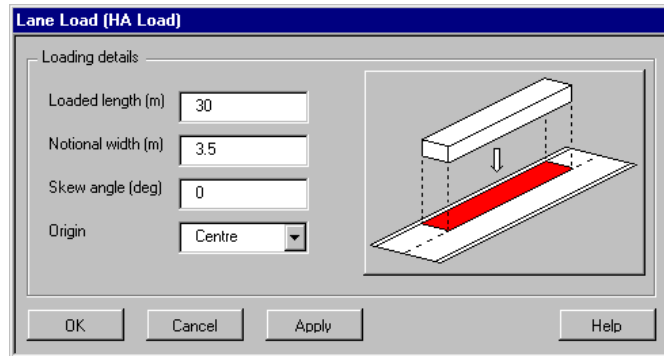 Lane Load (HA Load)
Loading details
Loaded length (m) 30
Notional width (m) 3.5
Skew angle (deg) 0
Origin Centre
OK Cancel Apply Help